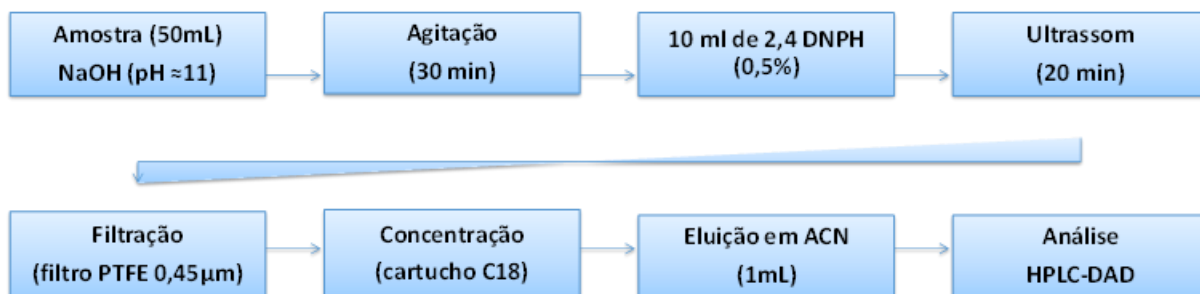 Amostra (50mL)
NaOH (pH ≈11)
Agitação
(30 min)
10 ml de 2,4 DNPH
(0,5%)
Ultrassom
(20 min)
Filtração
(filtro PTFE 0,45µm)
Concentração
(cartucho C18)
Eluição em ACN
(1mL)
Análise
HPLC-DAD